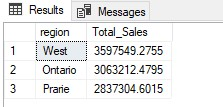 Results Messages
region Total_Sales
1 West 3597549.2755
2 Ontario 3063212.4795
3 Prarie 2837304.6015